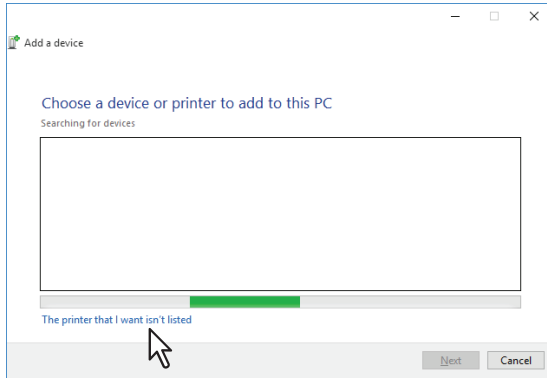 Add a device
Choose a device or printer to add to this PC
Searching for devices
The printer that I want isn't listed
Next Cancel